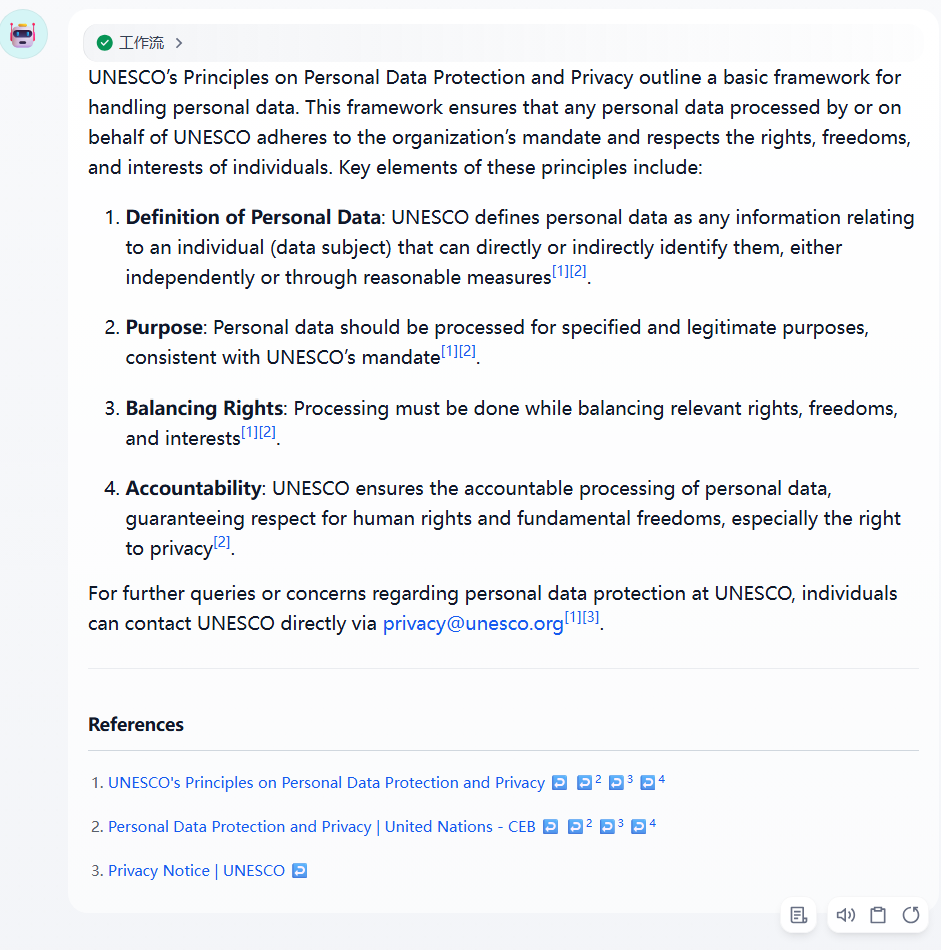 工作流
UNESCO’s Principles on Personal Data Protection and Privacy outline a basic framework for
handling personal data. This framework ensures that any personal data processed by or on
behalf of UNESCO adheres to the organization’s mandate and respects the rights, freedoms,
and interests of individuals. Key elements of these principles include:
1. Definition of Personal Data: UNESCO defines personal data as any information relating
to an individual (data subject) that can directly or indirectly identify them, either
independently or through reasonable measures[1][2].
2. Purpose: Personal data should be processed for specified and legitimate purposes,
consistent with UNESCO’s mandate[1][2].
3. Balancing Rights: Processing must be done while balancing relevant rights, freedoms,
and interests[1][2].
4. Accountability: UNESCO ensures the accountable processing of personal data,
guaranteeing respect for human rights and fundamental freedoms, especially the right
to privacy[2].
For further queries or concerns regarding personal data protection at UNESCO, individuals
can contact UNESCO directly via privacy@unesco.org[1][3].
References
1. UNESCO's Principles on Personal Data Protection and Privacy ↩ ↩2 ↩3 ↩4
2. Personal Data Protection and Privacy | United Nations - CEB ↩ ↩2 ↩3 ↩4
3. Privacy Notice | UNESCO ↩